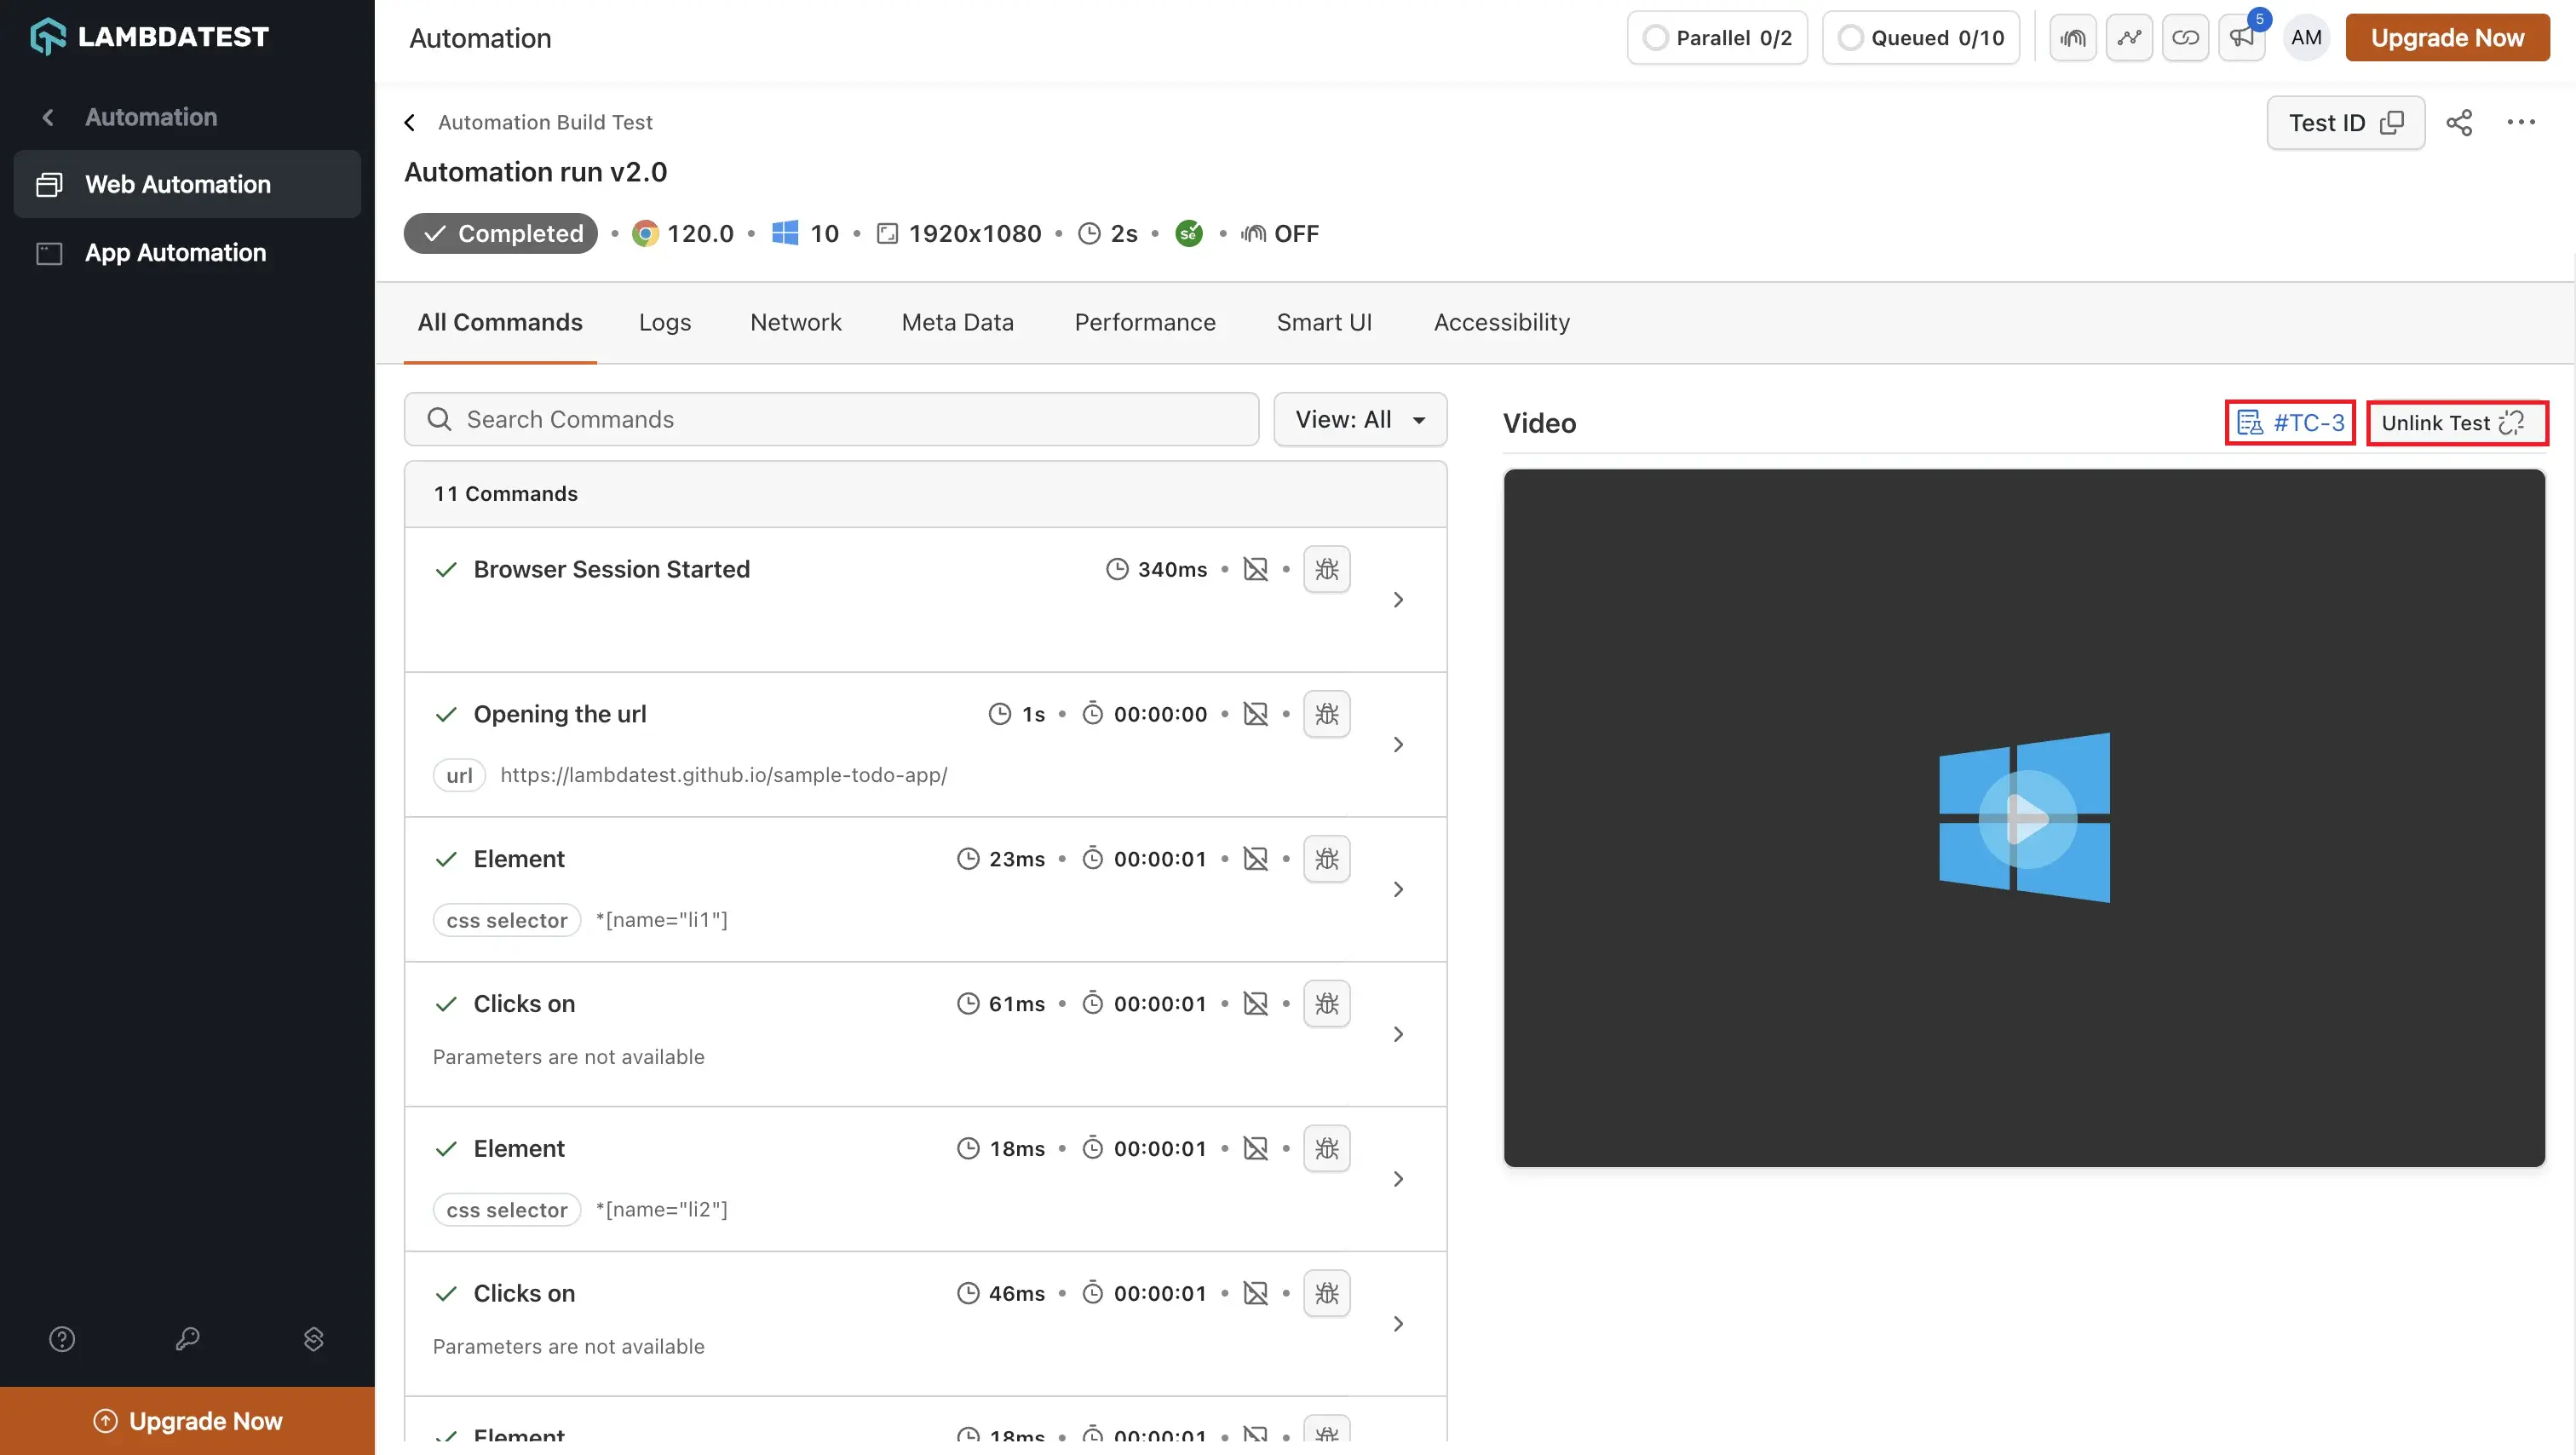 LAMBDATEST
Automation
Web Automation
App Automation
Upgrade Now
Automation
Parallel 0/2
Queued 0/10
5
AM
Upgrade Now
Automation Build Test
Test ID
Automation run v2.0
Completed • 120.0 • 10 • 1920x1080 • 2s • Se • OFF
All Commands Logs Network Meta Data Performance Smart UI Accessibility
Search Commands
View: All
11 Commands
Browser Session Started 340ms
Opening the url 1s • 00:00:00
url https://lambdatest.github.io/sample-todo-app/
Element 23ms • 00:00:01
css selector *[name="li1"]
Clicks on 61ms • 00:00:01
Parameters are not available
Element 18ms • 00:00:01
css selector *[name="li2"]
Clicks on 46ms • 00:00:01
Parameters are not available
Element 18ms • 00:00:01
Video
#TC-3
Unlink Test